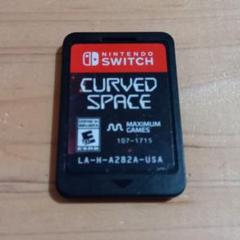 NINTENDO
SWITCH
CURVED
SPACE
E
MAXIMUM
GAMES
107-1715
LA-H-A2B2A-USA